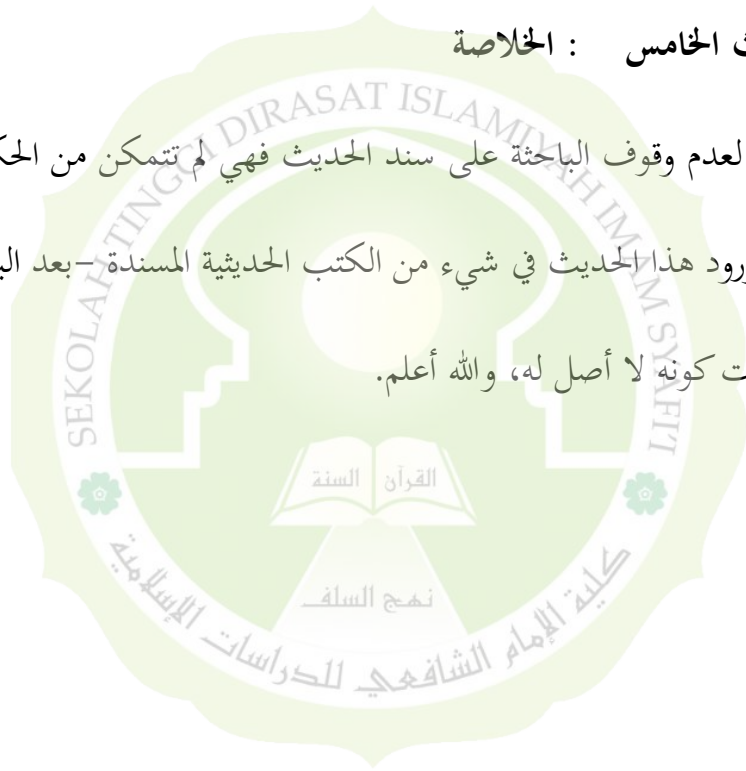 الخامس : الخلاصة
لعدم وقوف الباحثة على سند الحديث فهي لم تتمكن من
ورود هذا الحديث في شيء من الكتب الحديثية المسندة –بعد
كونه لا أصل له، والله أعلم.
SEKOLAH TINGGI DIRASAT ISLAMIYAH IMAM SYAFI'I
القرآن السنة
نهج السلف
كلية الإمام الشافعي للدراسات الإسلامية